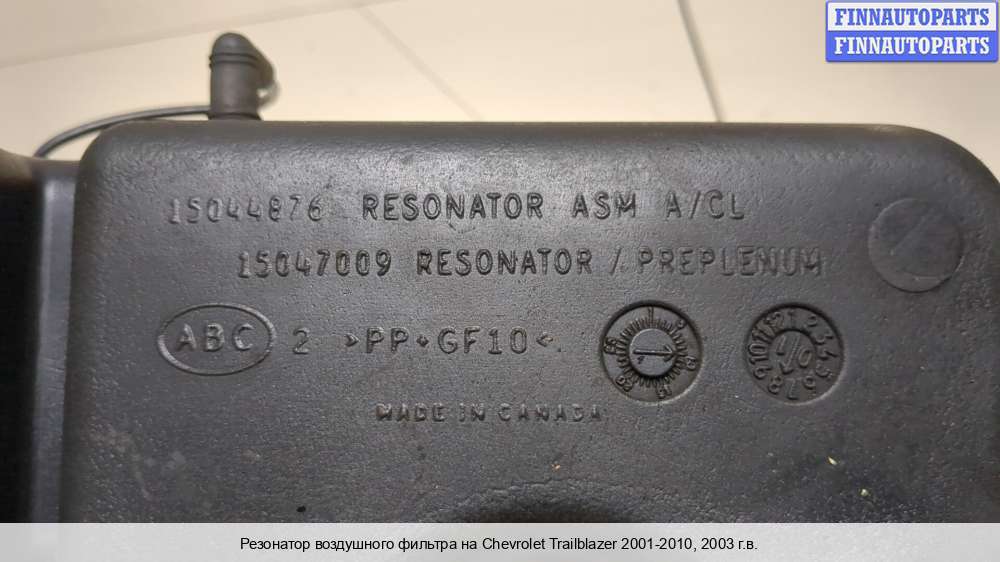 FINNAUTOPARTS
FINNAUTOPARTS
15044876 RESONATOR ASM A/CL
15047009 RESONATOR / PREPLENUM
ABC 2 >PP•GF10<
MADE IN CANADA
Резонатор воздушного фильтра на Chevrolet Trailblazer 2001-2010, 2003 г.в.